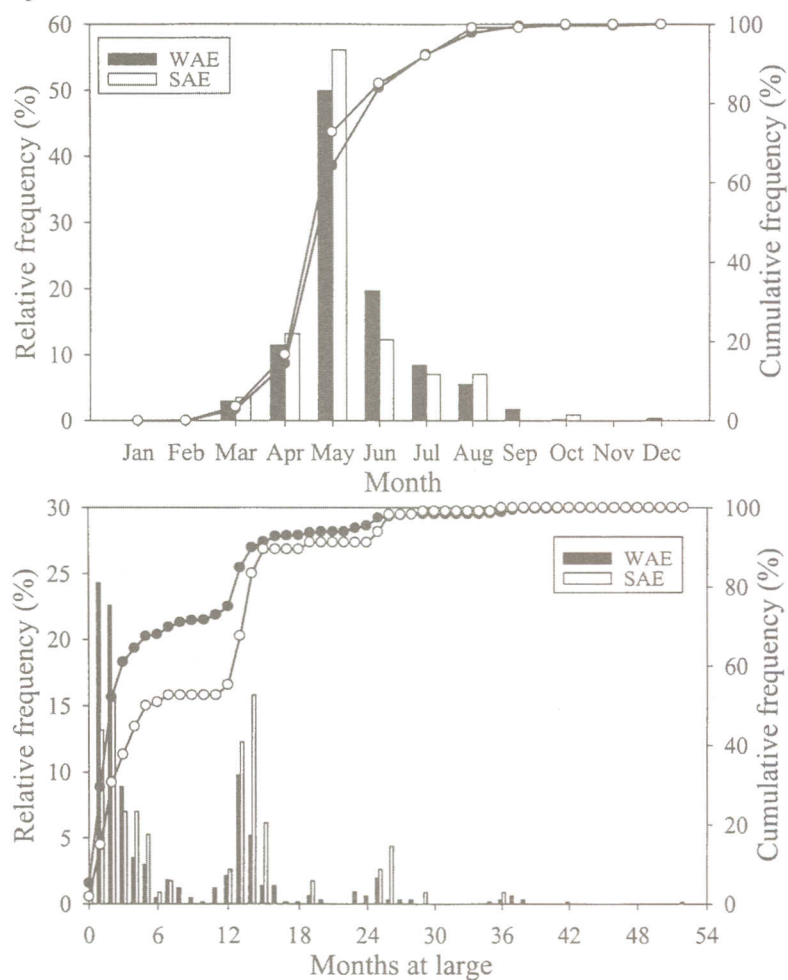 60
50
40
30
20
10
0
Relative frequency (%)
WAE
SAE
100
80
60
40
20
0
Cumulative frequency (%)
Jan Feb Mar Apr May Jun Jul Aug Sep Oct Nov Dec
Month
30
25
20
15
10
5
0
Relative frequency (%)
WAE
SAE
100
80
60
40
20
0
Cumulative frequency (%)
0 6 12 18 24 30 36 42 48 54
Months at large